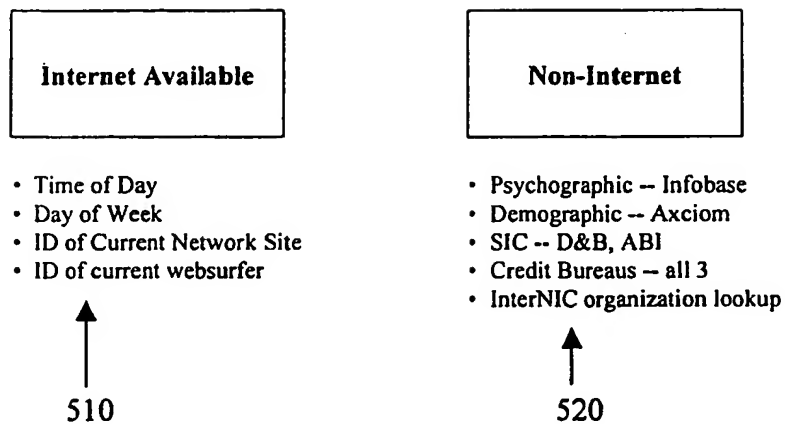 Internet Available
• Time of Day
• Day of Week
• ID of Current Network Site
• ID of current websurfer
510
Non-Internet
• Psychographic -- Infobase
• Demographic -- Axciom
• SIC -- D&B, ABI
• Credit Bureaus -- all 3
• InterNIC organization lookup
520